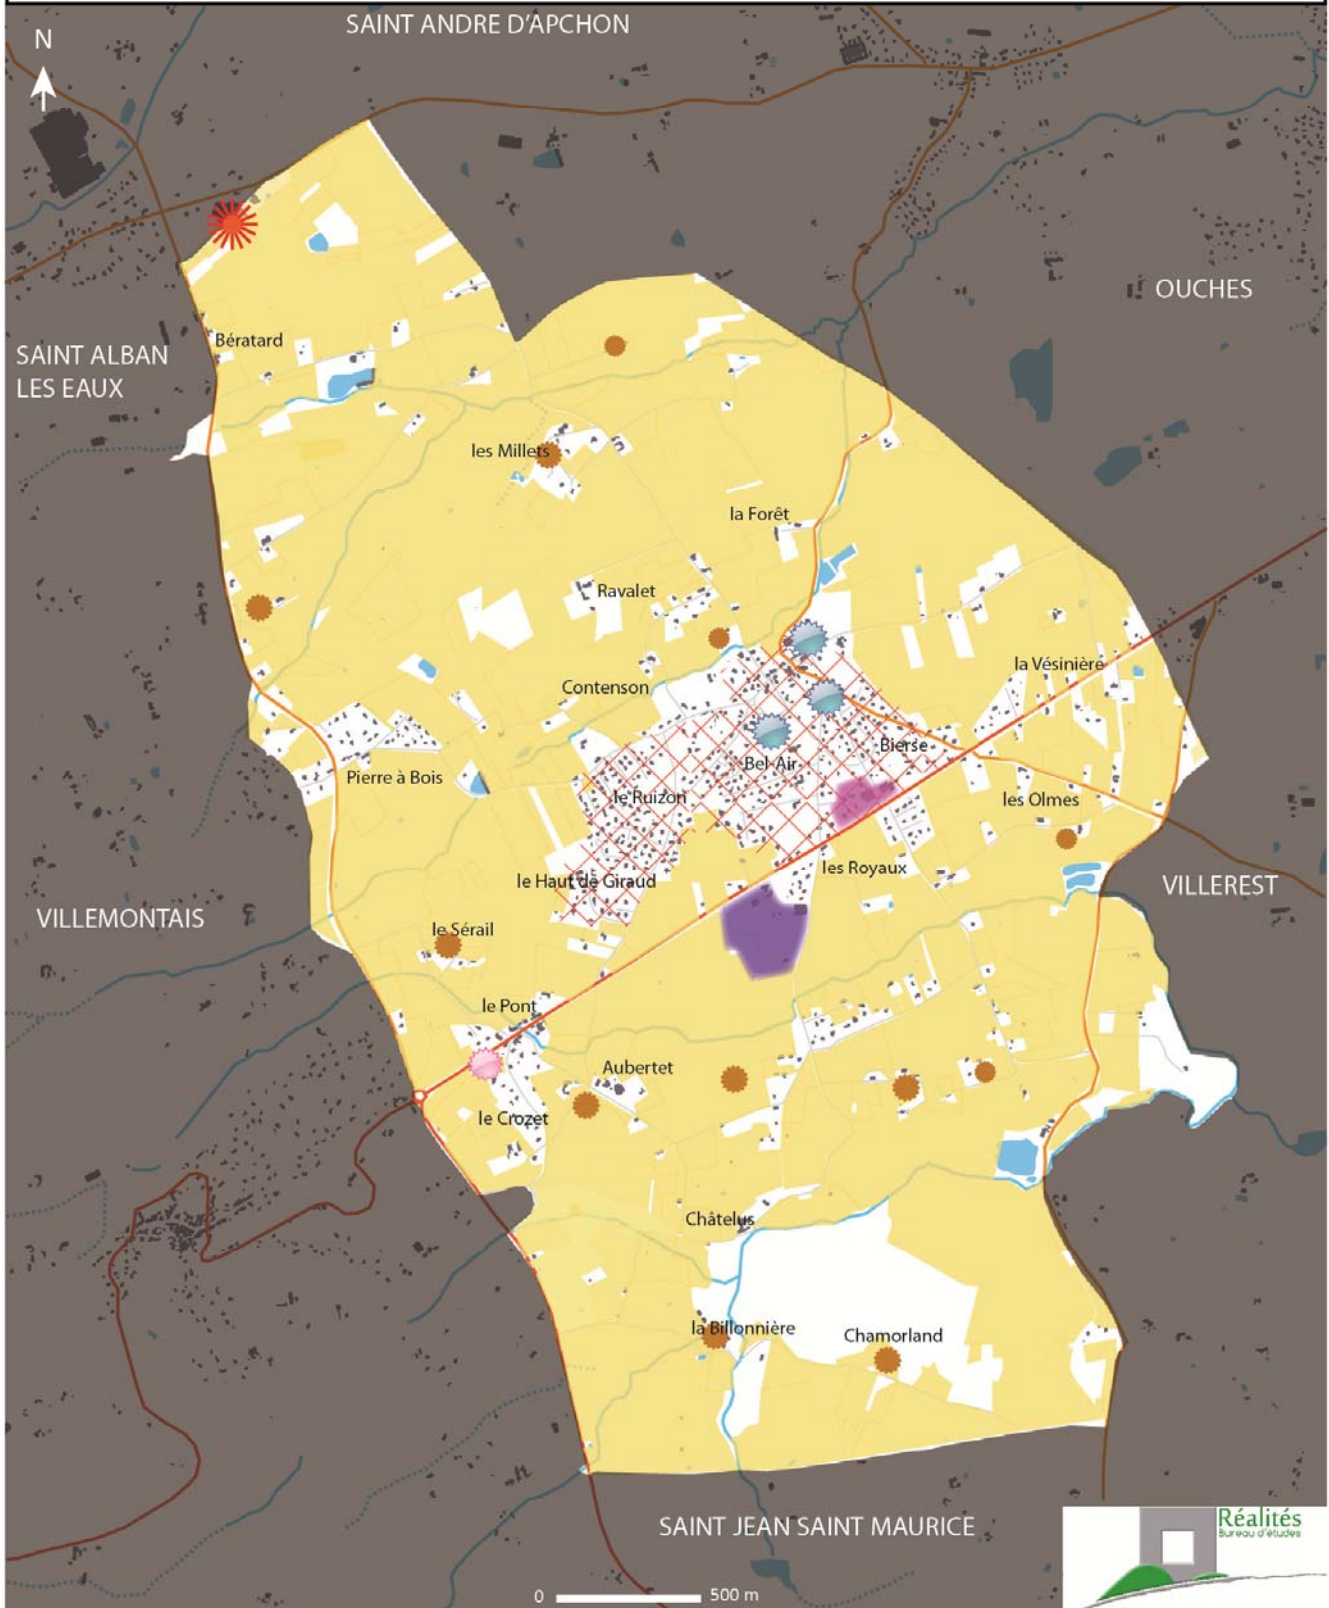 SAINT ANDRE D'APCHON
N
OUCHES
SAINT ALBAN
LES EAUX
Bératard
les Millets
la Forêt
Ravalet
la Vésinière
Contenson
Bierse
Bel-Air
Pierre à Bois
le Ruizon
les Olmes
les Royaux
le Haut de Giraud
VILLEREST
VILLEMONTAIS
le Sérail
le Pont
Aubertet
le Crozet
Châtelus
la Billonnière
Chamorland
SAINT JEAN SAINT MAURICE
Réalités
Bureau d'études
0 500 m